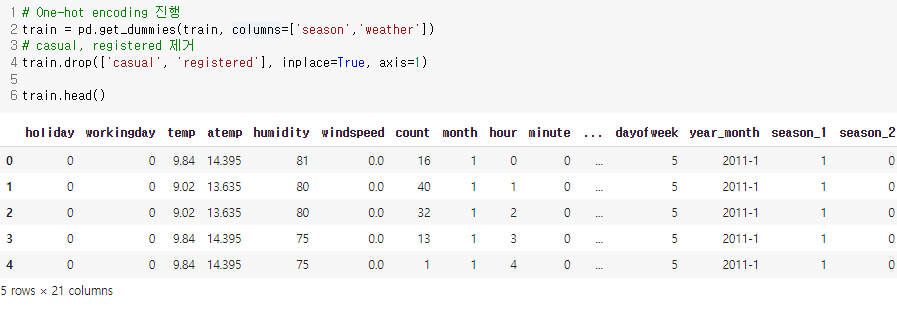 1 # One-hot encoding 진행
2 train = pd.get_dummies(train, columns=['season','weather'])
3 # casual, registered 제거
4 train.drop(['casual', 'registered'], inplace=True, axis=1)
5
6 train.head()
holiday workingday temp atemp humidity windspeed count month hour minute ... dayofweek year_month season_1 season_2
0 0 0 9.84 14.395 81 0.0 16 1 0 0 ... 5 2011-1 1 0
1 0 0 9.02 13.635 80 0.0 40 1 1 0 ... 5 2011-1 1 0
2 0 0 9.02 13.635 80 0.0 32 1 2 0 ... 5 2011-1 1 0
3 0 0 9.84 14.395 75 0.0 13 1 3 0 ... 5 2011-1 1 0
4 0 0 9.84 14.395 75 0.0 1 1 4 0 ... 5 2011-1 1 0
5 rows × 21 columns